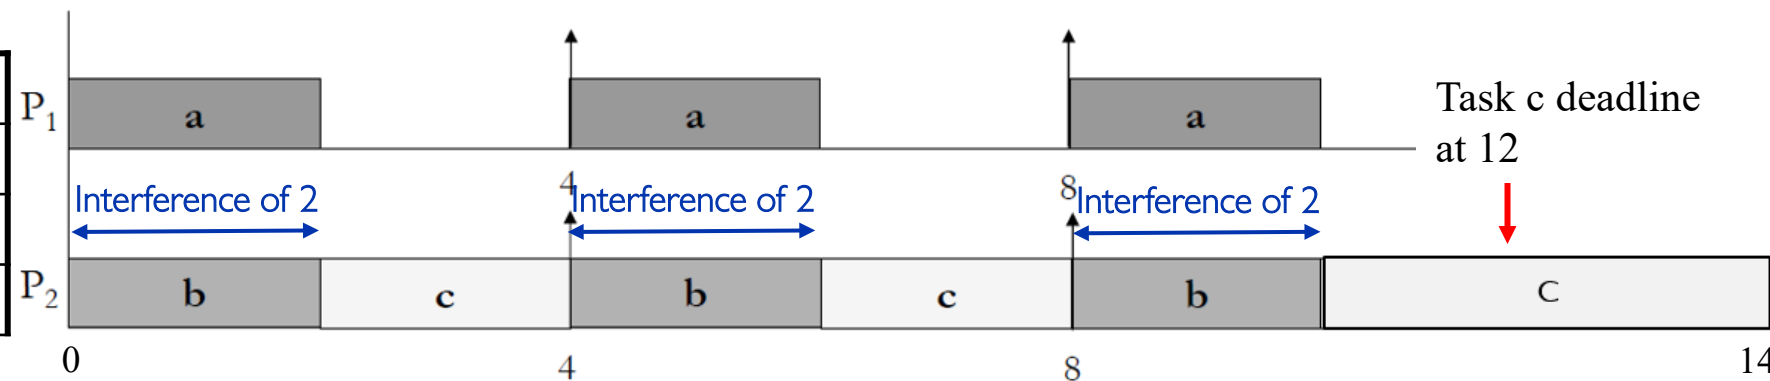 P1
a
a
a
Task c deadline
at 12
4
8
Interference of 2
Interference of 2
Interference of 2
P2
b
c
b
c
b
C
0
4
8
14